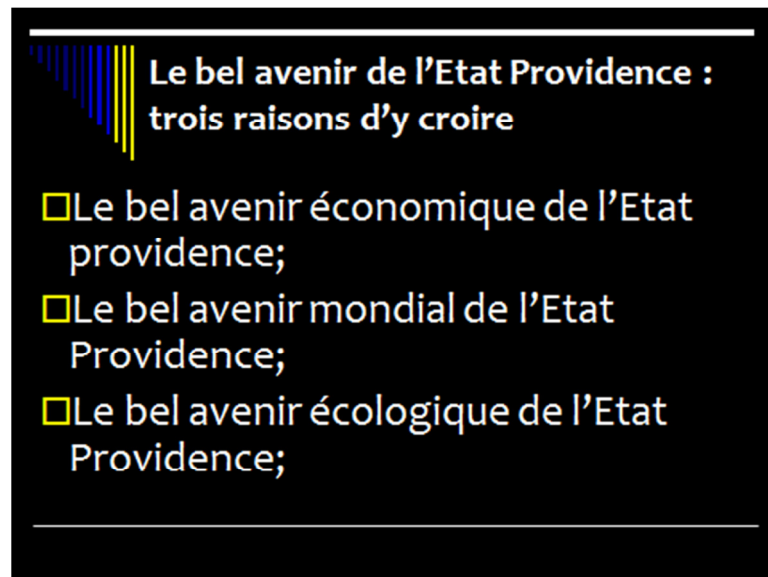 Le bel avenir de l’Etat Providence :
trois raisons d’y croire
Le bel avenir économique de l’Etat
providence;
Le bel avenir mondial de l’Etat
Providence;
Le bel avenir écologique de l’Etat
Providence;